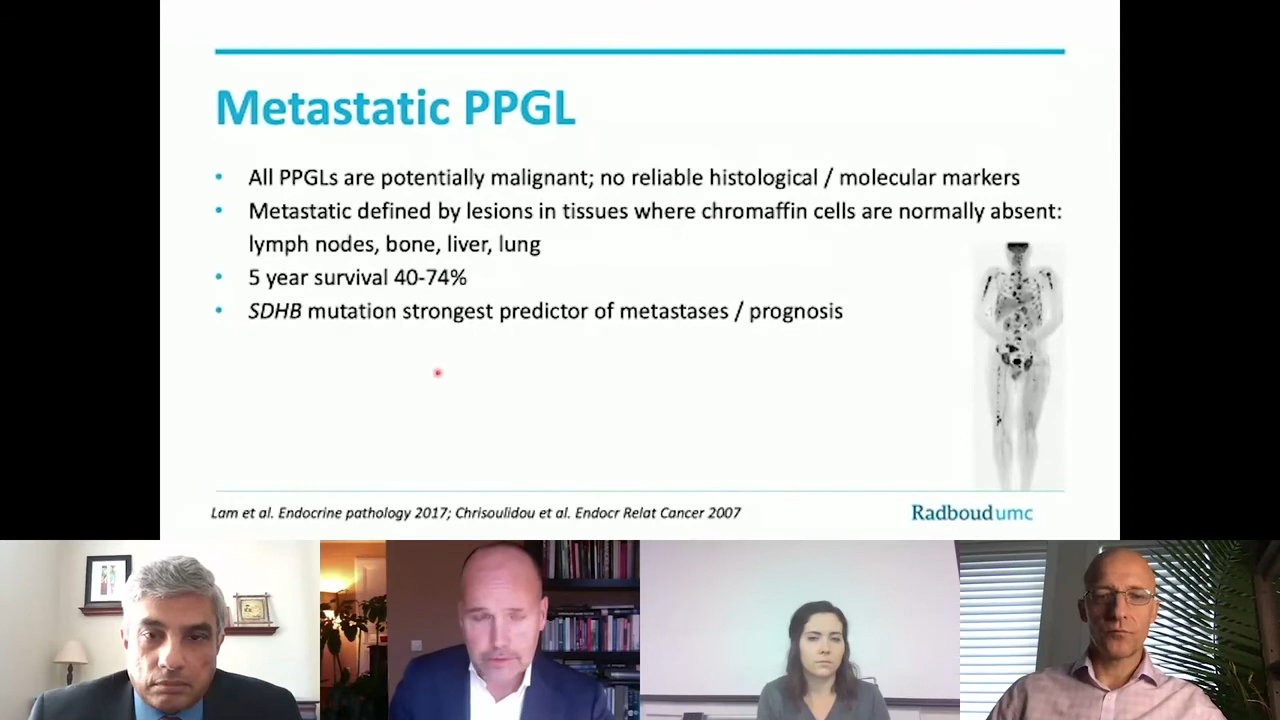 Metastatic PPGL
• All PPGLs are potentially malignant; no reliable histological / molecular markers
• Metastatic defined by lesions in tissues where chromaffin cells are normally absent:
lymph nodes, bone, liver, lung
• 5 year survival 40-74%
• SDHB mutation strongest predictor of metastases / prognosis
Lam et al. Endocrine pathology 2017; Chrisoulidou et al. Endocr Relat Cancer 2007
Radboudumc